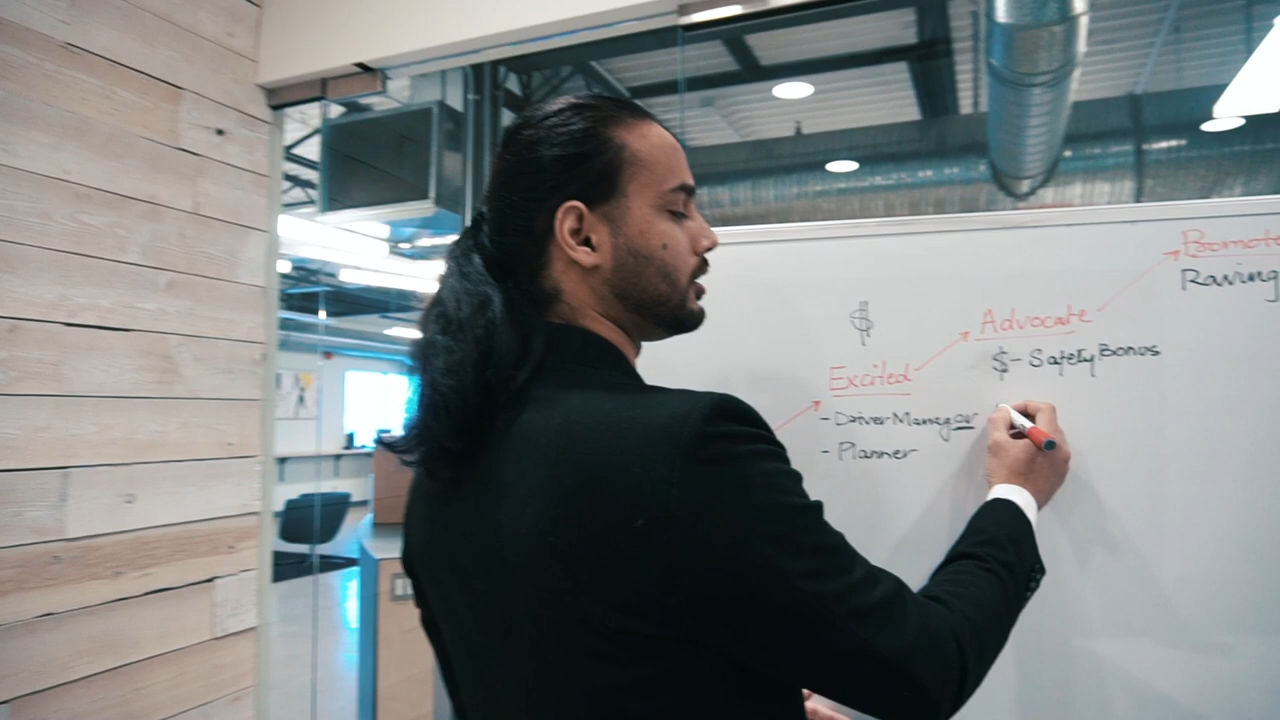 $
Excited
- Driver Manager
- Planner
Advocate
$- Safety Bonus
Promote
Raving